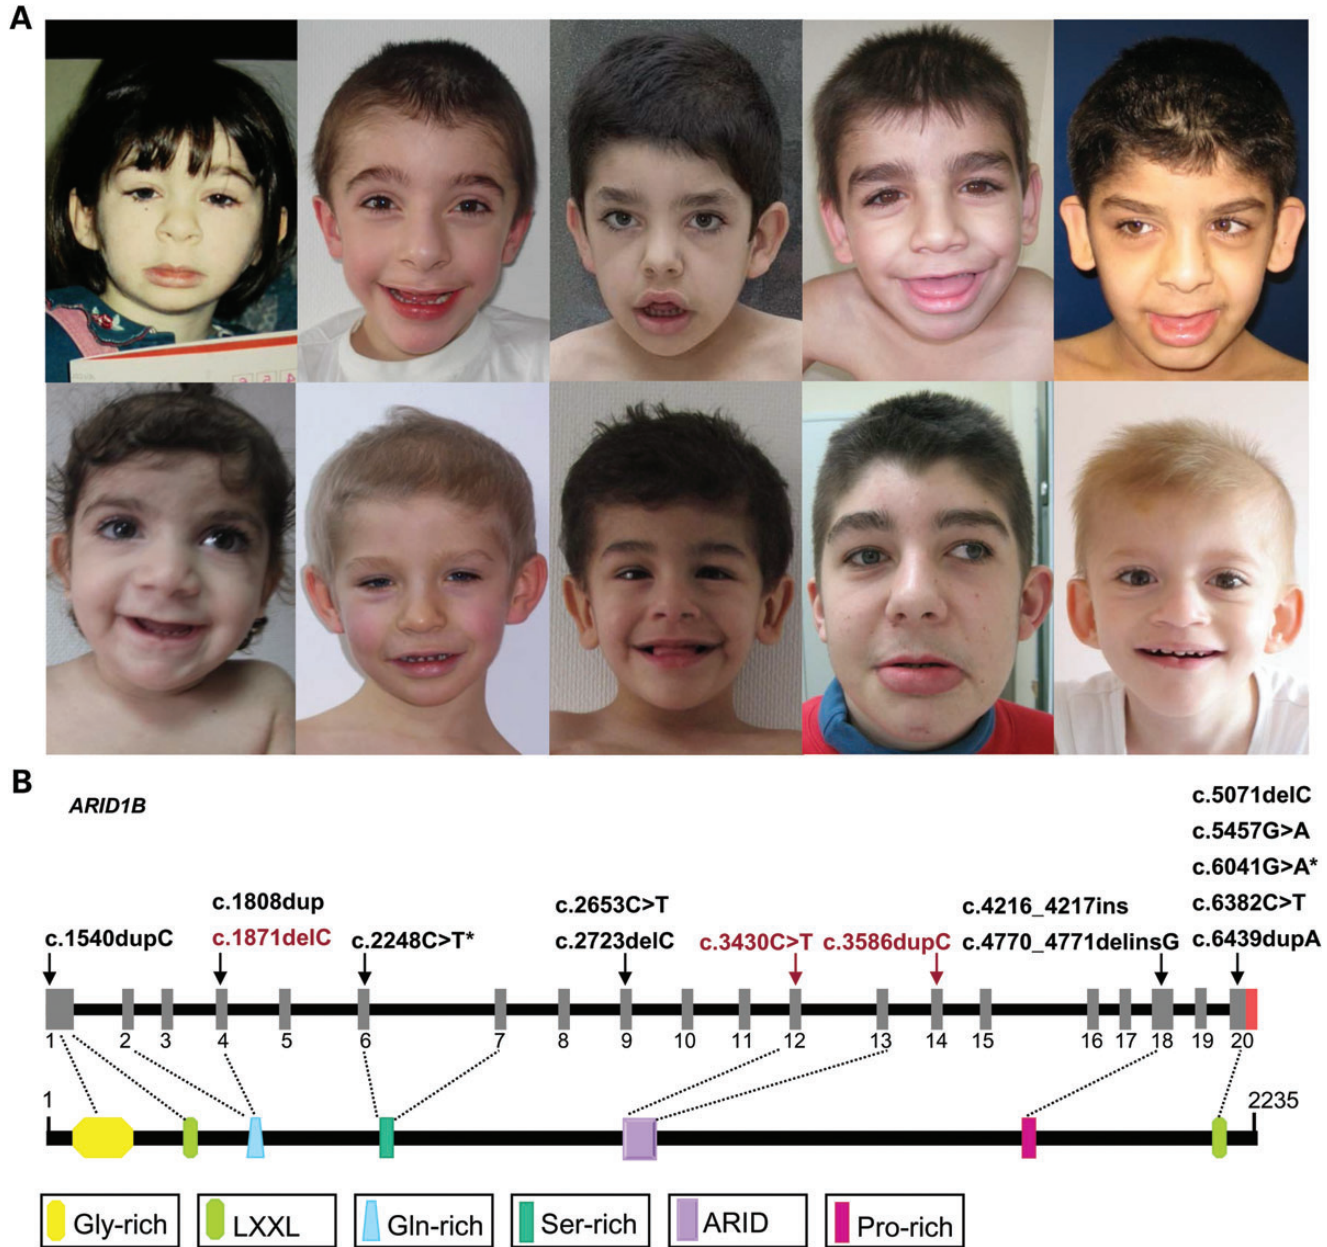 A
B
ARID1B
c.5071delC
c.5457G>A
c.6041G>A*
c.6382C>T
c.6439dupA
c.1540dupC
c.1808dup
c.1871delC
c.2248C>T*
c.2653C>T
c.2723delC
c.3430C>T
c.3586dupC
c.4216_4217ins
c.4770_4771delinsG
1 2 3 4 5 6 7 8 9 10 11 12 13 14 15 16 17 18 19 20
1 2235
Gly-rich LXXL Gln-rich Ser-rich ARID Pro-rich